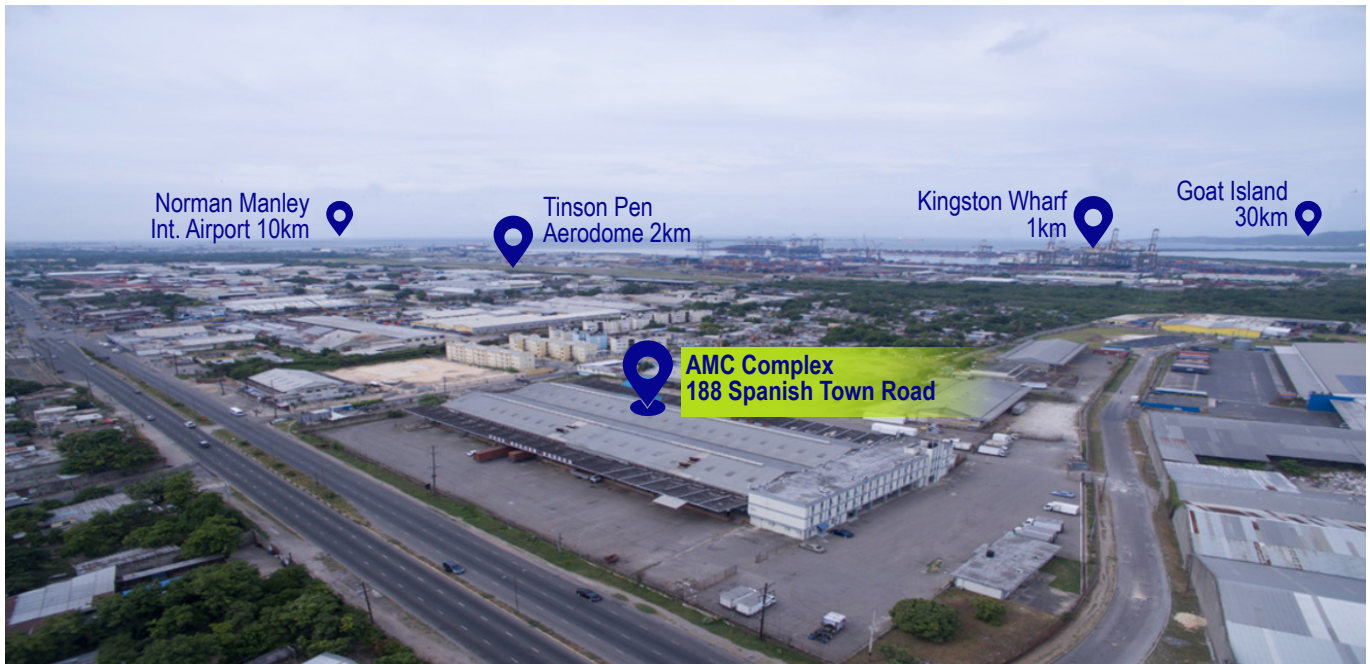 Norman Manley
Int. Airport 10km
Tinson Pen
Aerodome 2km
Kingston Wharf
1km
Goat Island
30km
AMC Complex
188 Spanish Town Road